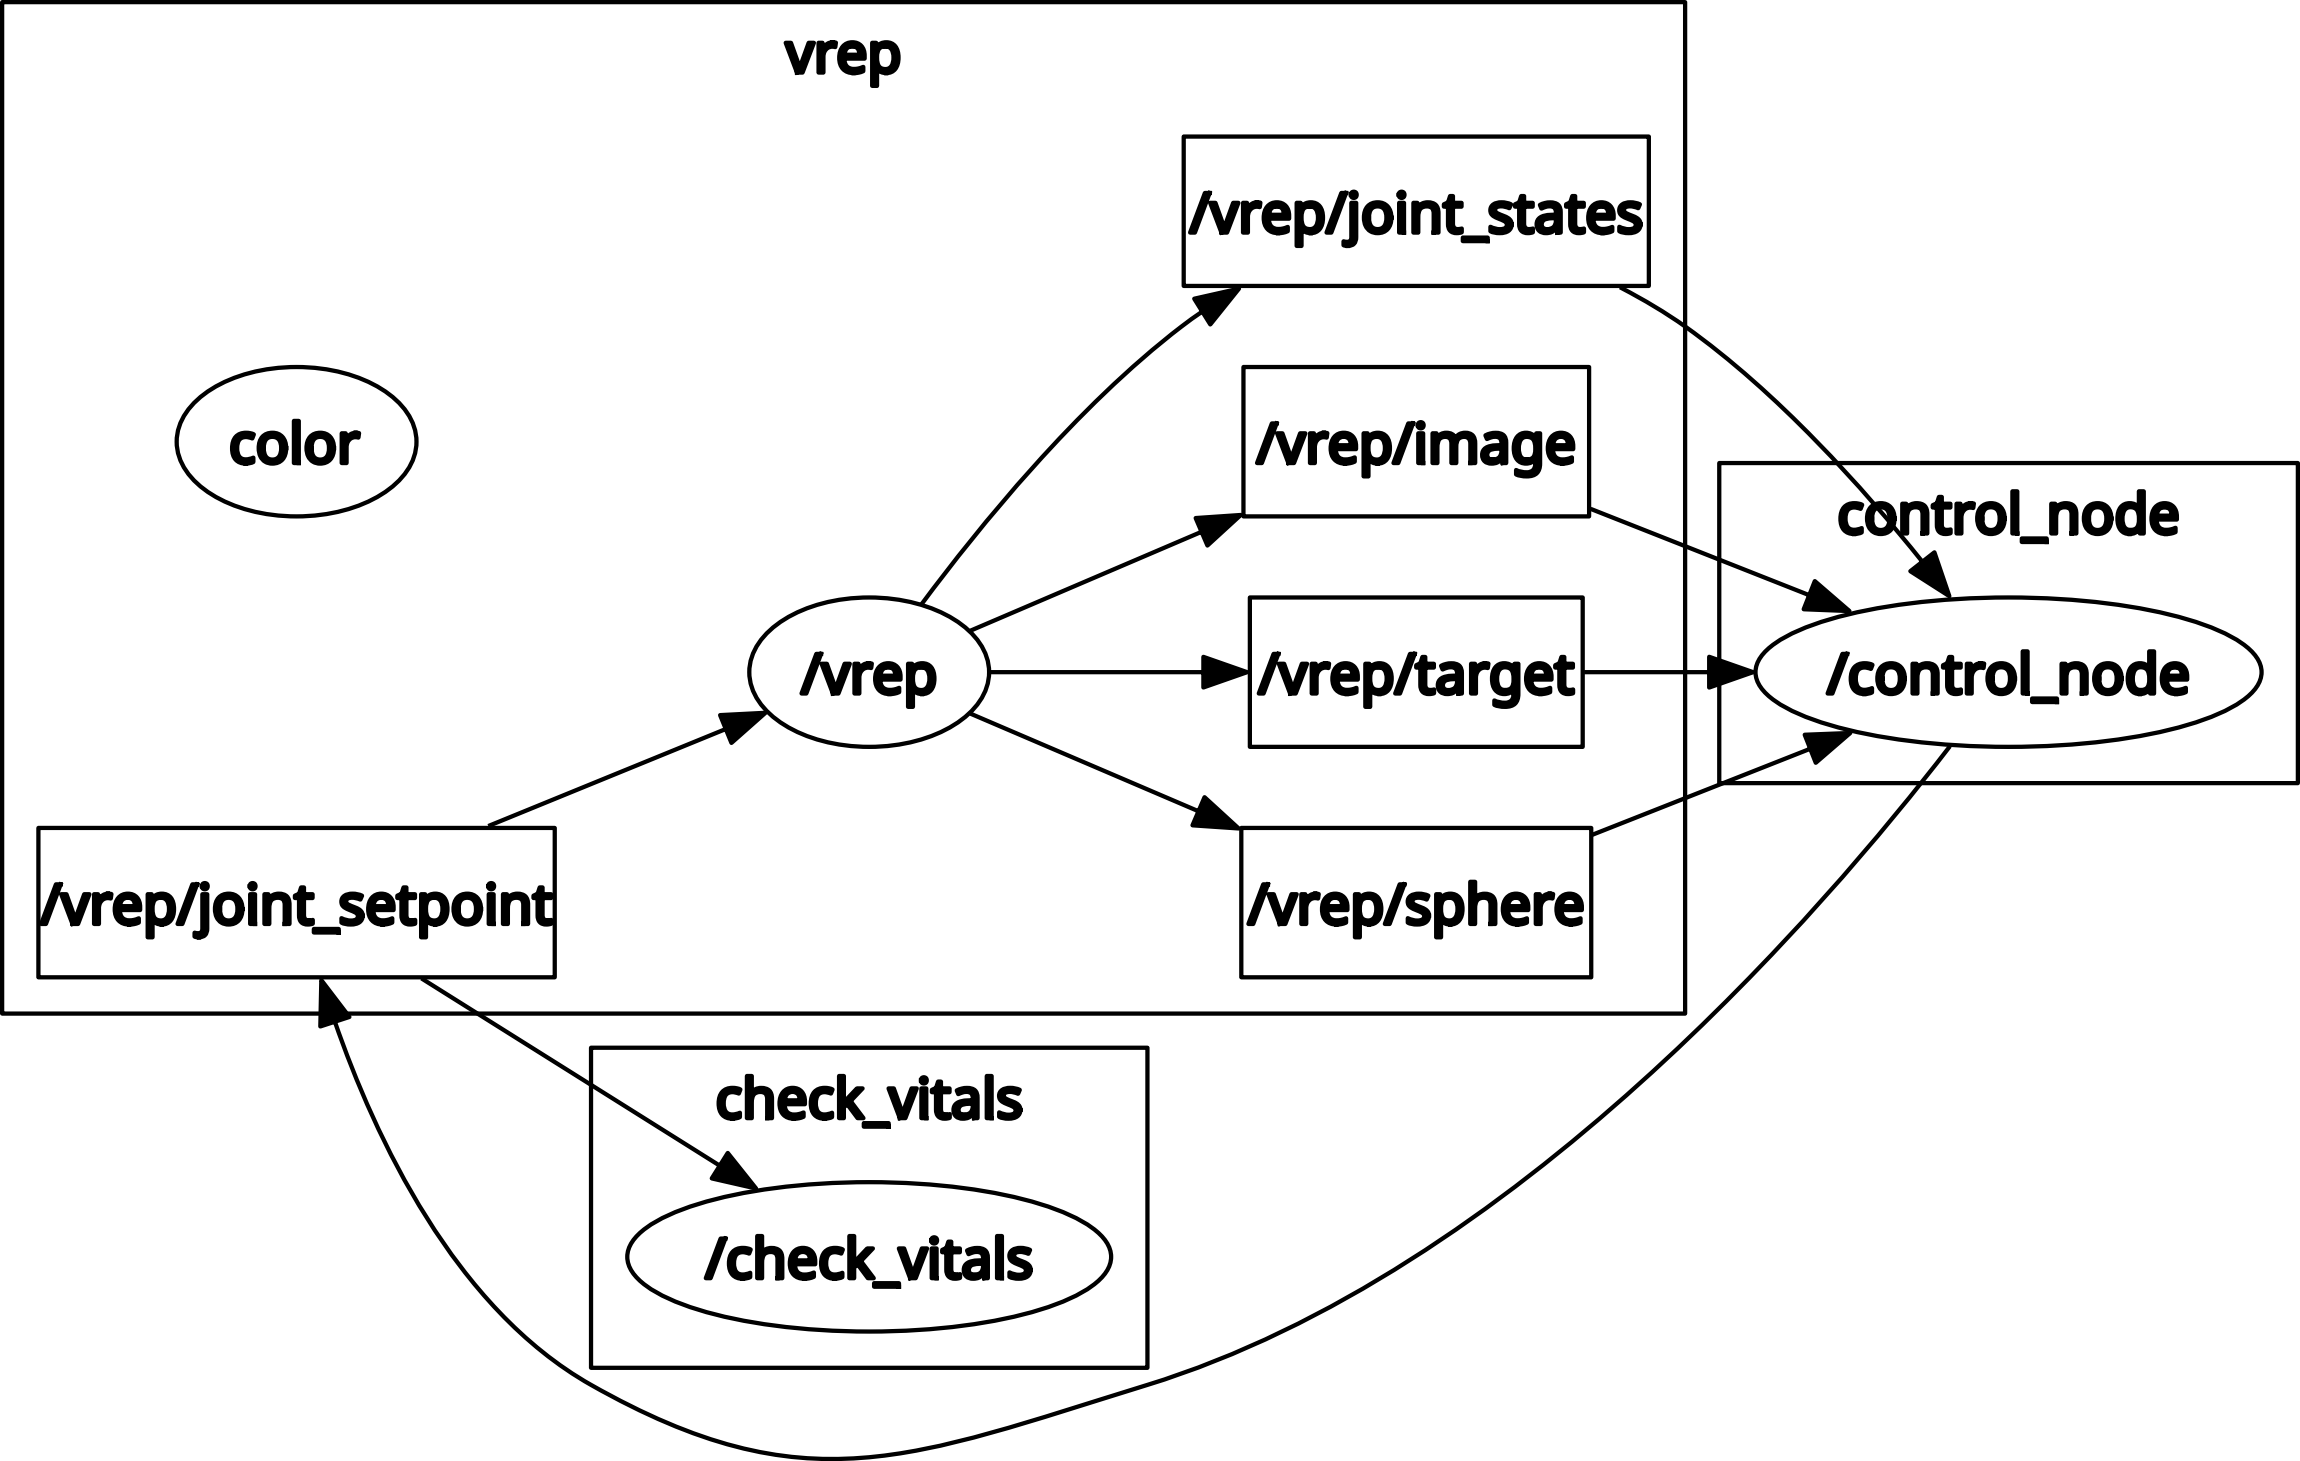 vrep
/vrep/joint_states
color
/vrep/image
control_node
/vrep
/vrep/target
/control_node
/vrep/joint_setpoint
/vrep/sphere
check_vitals
/check_vitals